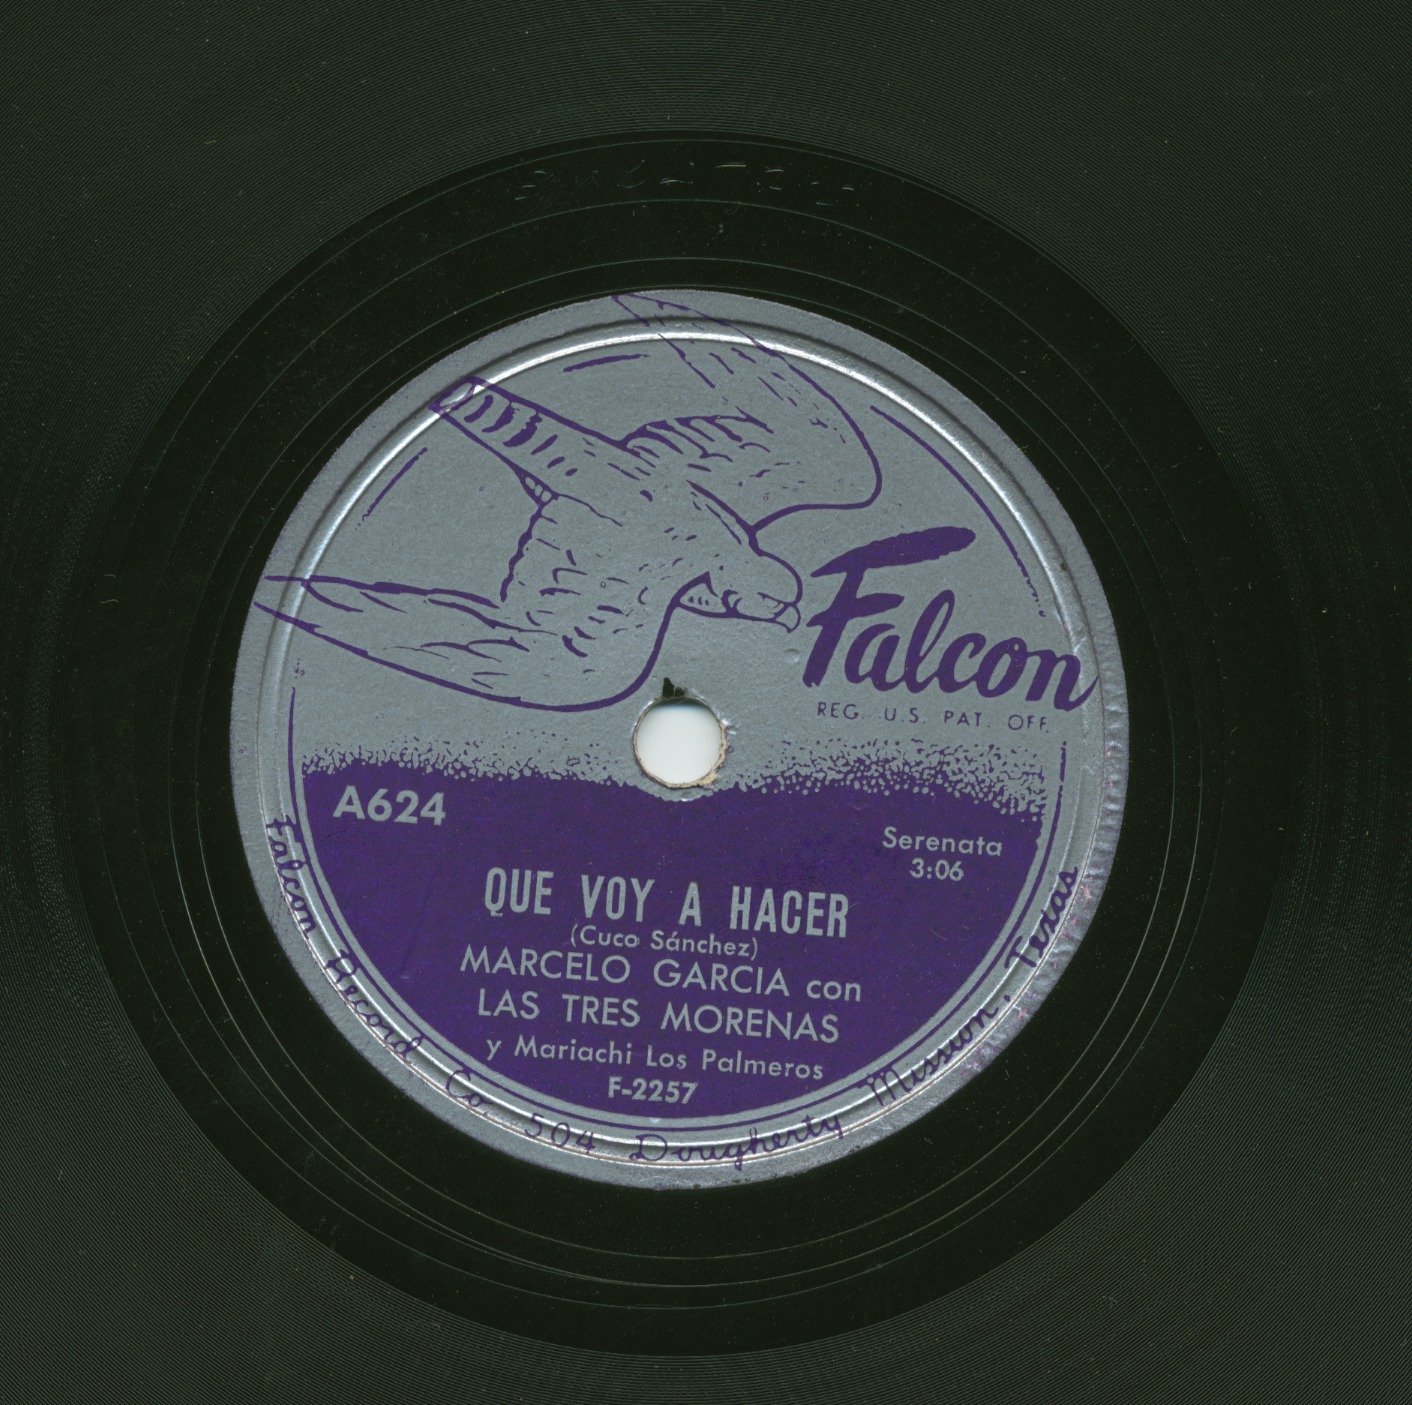 Falcon
REG. U.S. PAT. OFF.
A624
Serenata
3:06
QUE VOY A HACER
(Cuco Sánchez)
MARCELO GARCIA con
LAS TRES MORENAS
y Mariachi Los Palmeros
F-2257
Falcon Record Co. 504 Dougherty Mission, Texas